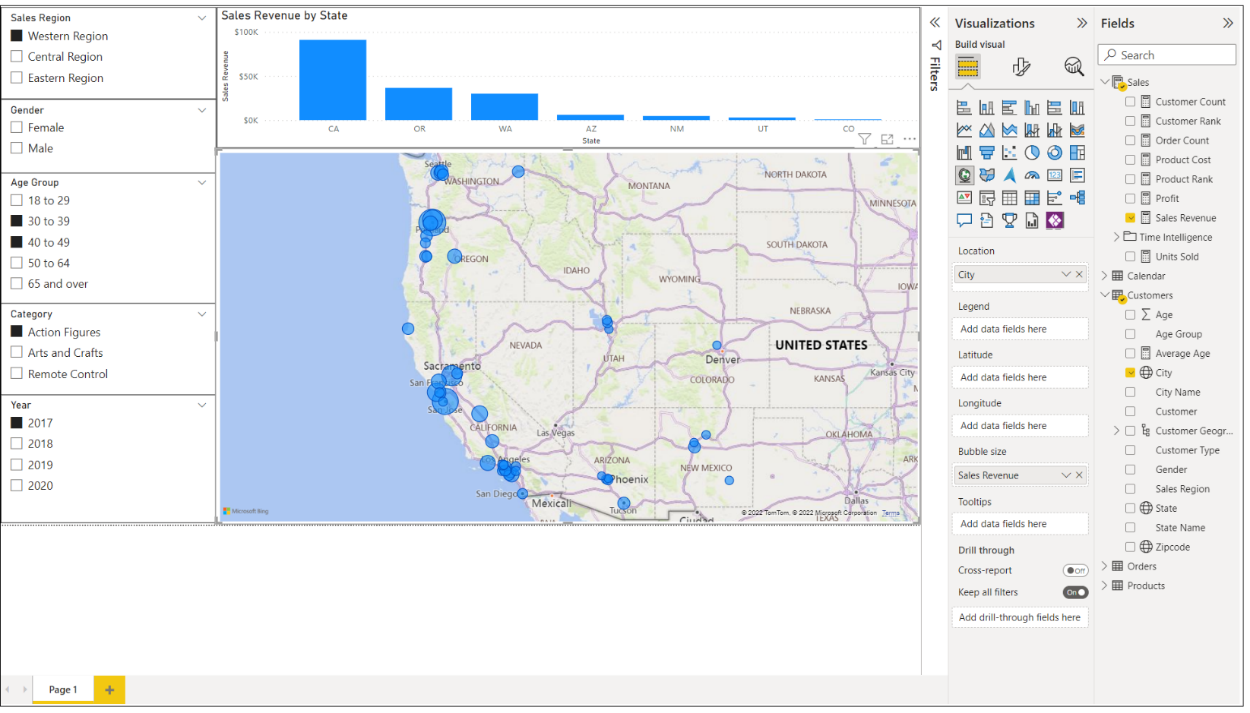 Sales Region
Western Region
Central Region
Eastern Region
Gender
Female
Male
Age Group
18 to 29
30 to 39
40 to 49
50 to 64
65 and over
Category
Action Figures
Arts and Crafts
Remote Control
Year
2017
2018
2019
2020
Sales Revenue by State
Sales Revenue
$100K
$50K
$0K
CA OR WA AZ NM UT CO
State
Seattle
WASHINGTON
MONTANA
NORTH DAKOTA
MINNESOTA
Portland
OREGON
SOUTH DAKOTA
IDAHO
WYOMING
IOWA
NEBRASKA
NEVADA
UNITED STATES
UTAH
Denver
Sacramento
San Francisco
COLORADO
KANSAS
Kansas City
San Jose
CALIFORNIA
Las Vegas
OKLAHOMA
Angeles
ARIZONA
NEW MEXICO
ARK
Phoenix
San Diego
Mexicali
Dallas
Tucson
Ciudad
TEXAS
Microsoft Bing
© 2022 TomTom, © 2022 Microsoft Corporation Terms
Filters
Visualizations
Build visual
123
Location
City
Legend
Add data fields here
Latitude
Add data fields here
Longitude
Add data fields here
Bubble size
Sales Revenue
Tooltips
Add data fields here
Drill through
Cross-report
Off
Keep all filters
On
Add drill-through fields here
Fields
Search
Sales
Customer Count
Customer Rank
Order Count
Product Cost
Product Rank
Profit
Sales Revenue
Time Intelligence
Units Sold
Calendar
Customers
Age
Age Group
Average Age
City
City Name
Customer
Customer Geogr...
Customer Type
Gender
Sales Region
State
State Name
Zipcode
Orders
Products
Page 1